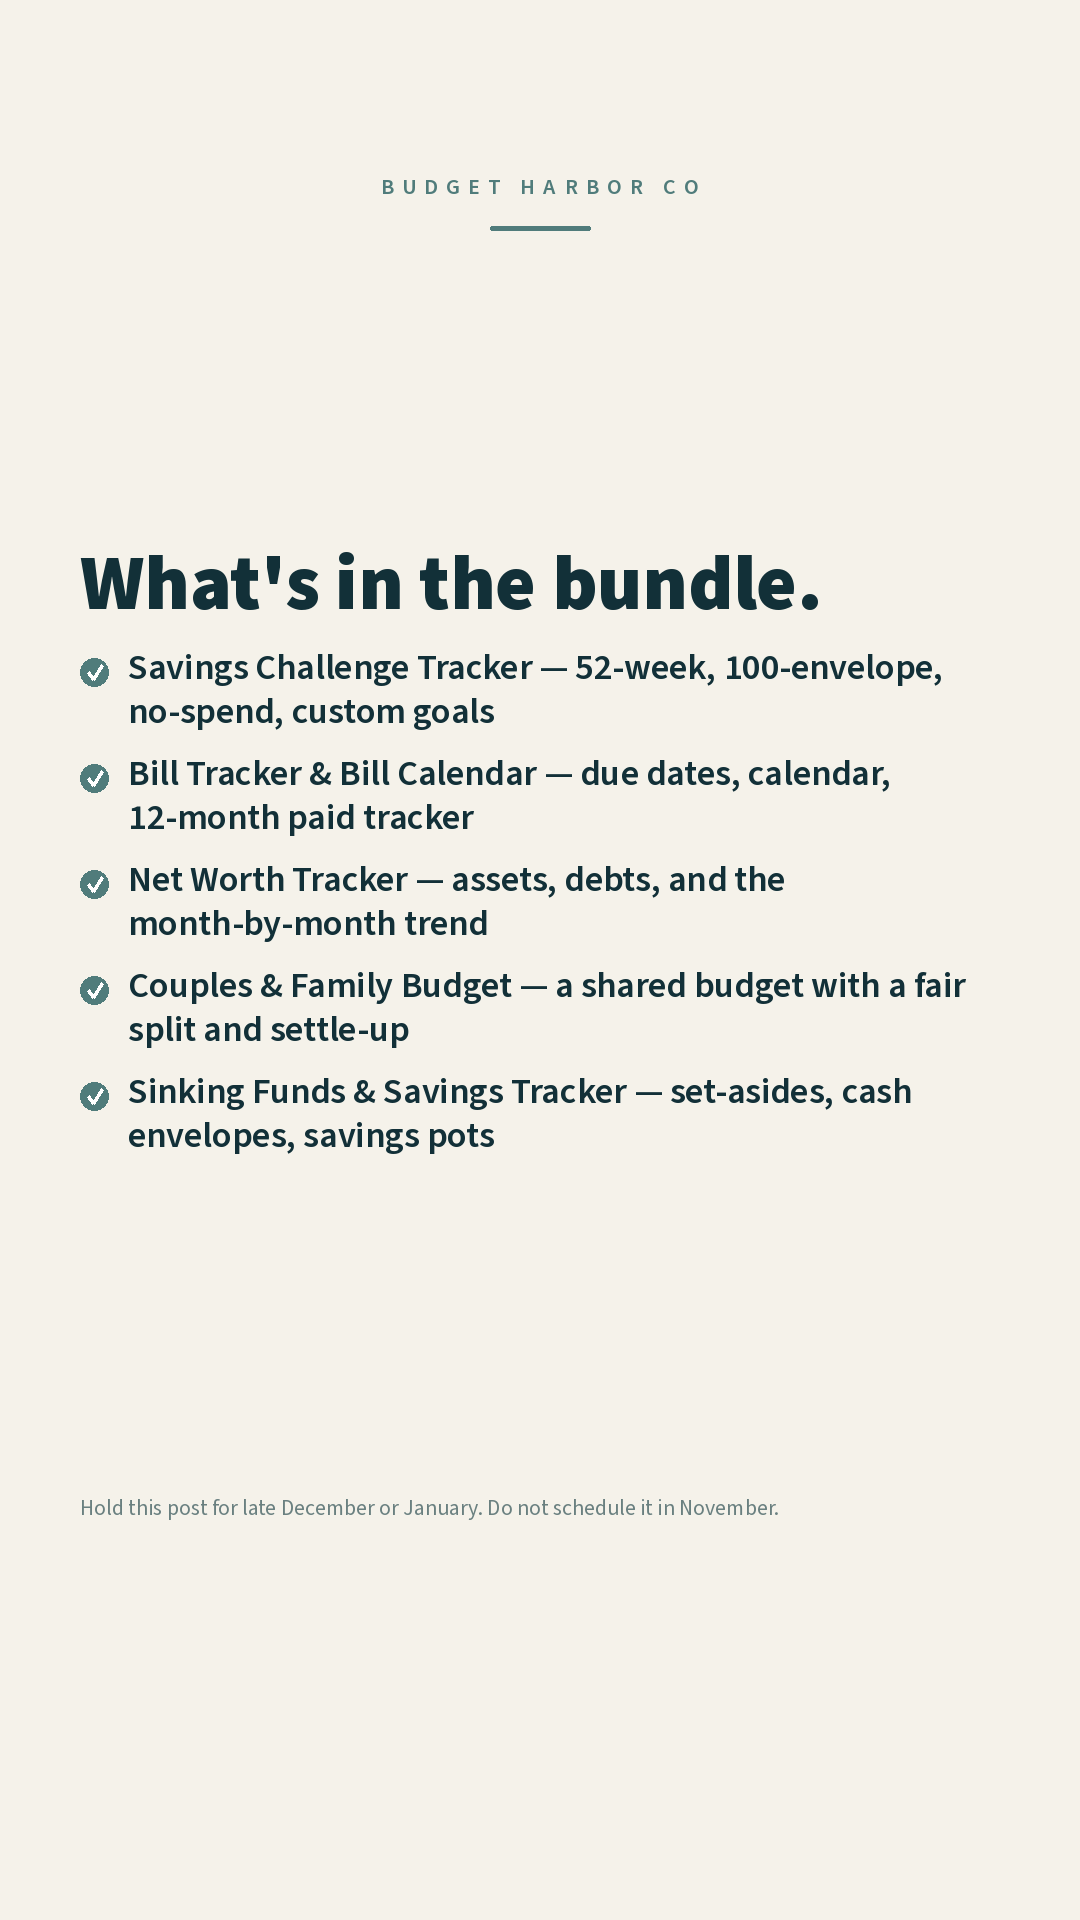 BUDGET HARBOR CO
What's in the bundle.
Savings Challenge Tracker — 52-week, 100-envelope,
no-spend, custom goals
Bill Tracker & Bill Calendar — due dates, calendar,
12-month paid tracker
Net Worth Tracker — assets, debts, and the
month-by-month trend
Couples & Family Budget — a shared budget with a fair
split and settle-up
Sinking Funds & Savings Tracker — set-asides, cash
envelopes, savings pots
Hold this post for late December or January. Do not schedule it in November.